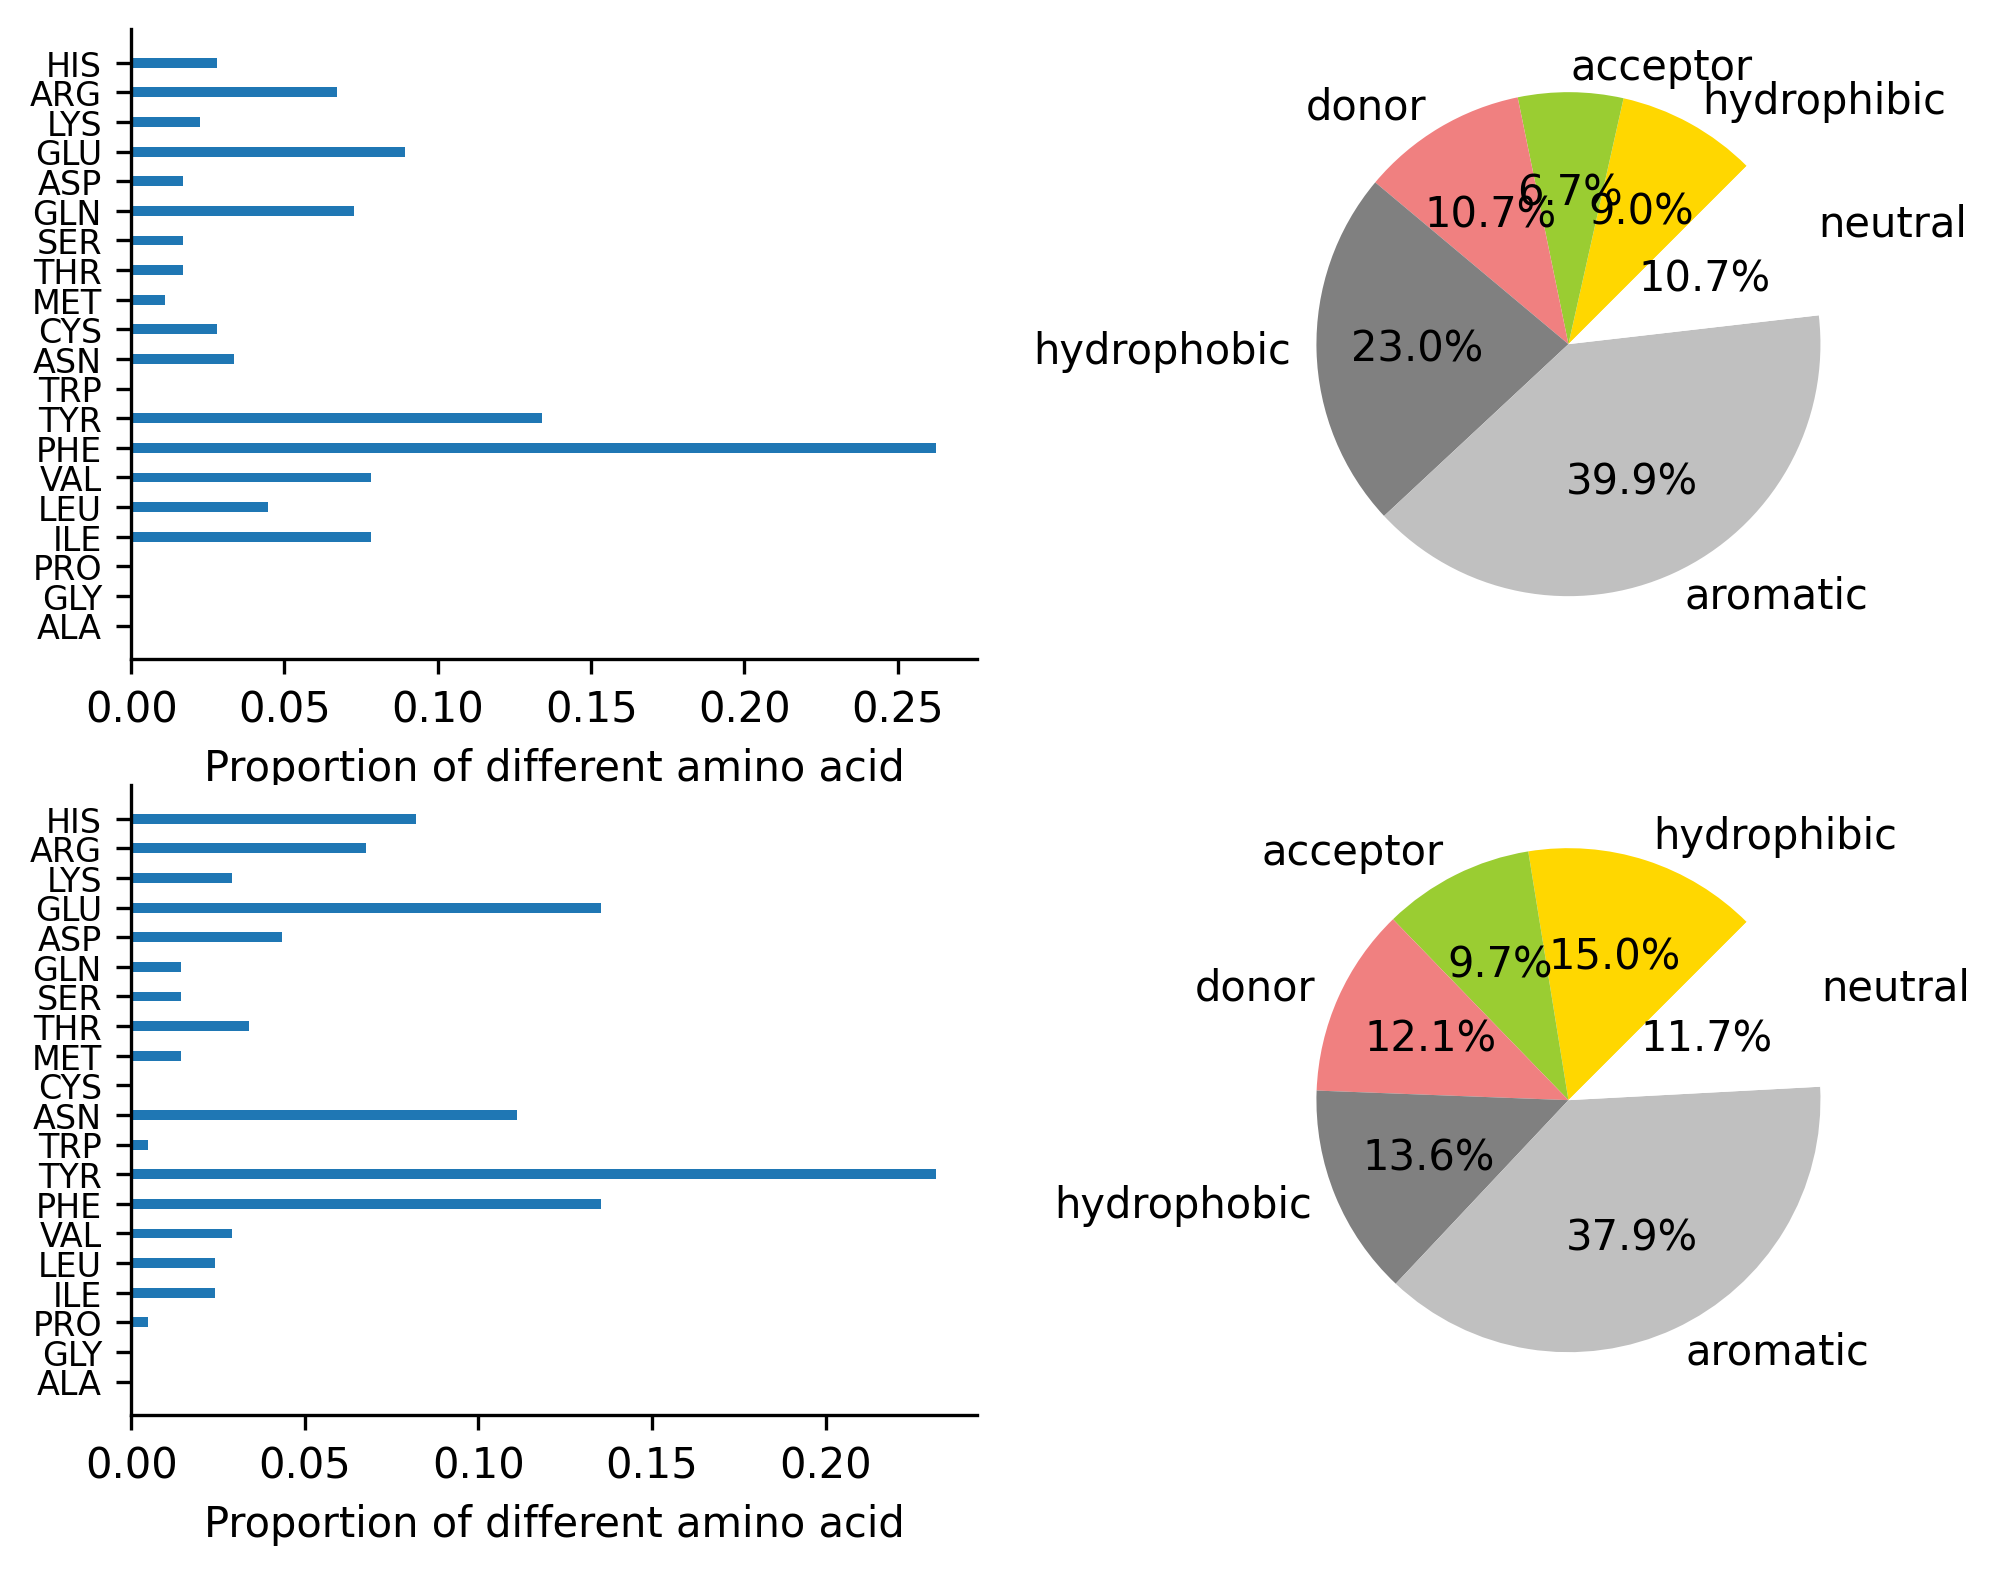 HIS
ARG
LYS
GLU
ASP
GLN
SER
THR
MET
CYS
ASN
TRP
TYR
PHE
VAL
LEU
ILE
PRO
GLY
ALA
0.00 0.05 0.10 0.15 0.20 0.25
Proportion of different amino acid
acceptor
hydrophibic
donor
neutral
6.7%
9.0%
10.7%
10.7%
hydrophobic
23.0%
39.9%
aromatic
HIS
ARG
LYS
GLU
ASP
GLN
SER
THR
MET
CYS
ASN
TRP
TYR
PHE
VAL
LEU
ILE
PRO
GLY
ALA
0.00 0.05 0.10 0.15 0.20
Proportion of different amino acid
hydrophibic
acceptor
9.7%
15.0%
donor
neutral
12.1%
11.7%
13.6%
hydrophobic
37.9%
aromatic